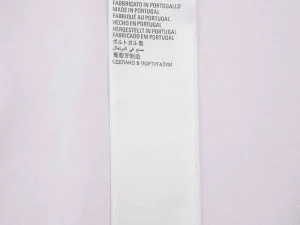 FABBRICATO IN PORTOGALLO
MADE IN PORTUGAL
FABRIQUÉ AU PORTUGAL
HECHO EN PORTUGAL
HERGESTELLT IN PORTUGAL
FABRICADO EM PORTUGAL
ポルトガル製
صنع في البرتغال
葡萄牙制造
СДЕЛАНО В ПОРТУГАЛИИ